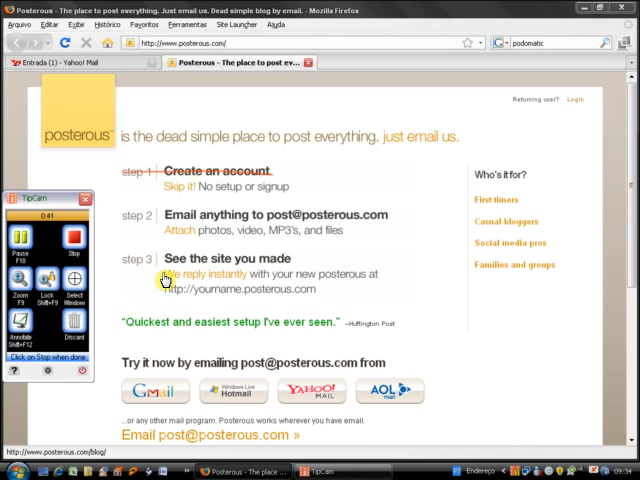 Posterous - The place to post everything. Just email us. Dead simple blog by email. - Mozilla Firefox
Arquivo Editar Exibir Histórico Favoritos Ferramentas Site Launcher Ajuda
http://www.posterous.com/
podomatic
Entrada (1) - Yahoo! Mail
Posterous - The place to post ev...
Returning user? Login
posterous™ is the dead simple place to post everything. just email us.
step 1 Create an account
Skip it! No setup or signup
step 2 Email anything to post@posterous.com
Attach photos, video, MP3's, and files
step 3 See the site you made
We reply instantly with your new posterous at
http://yourname.posterous.com
"Quickest and easiest setup I've ever seen." –Huffington Post
Who's it for?
First timers
Casual bloggers
Social media pros
Families and groups
TipCam
0:41
Pause F10
Stop
Zoom F9
Lock Shift+F9
Select Window
Annotate Shift+F12
Discard
Click on Stop when done
Try it now by emailing post@posterous.com from
Gmail
Windows Live Hotmail
YAHOO! MAIL
AOL mail
...or any other mail program. Posterous works wherever you have email.
Email post@posterous.com »
http://www.posterous.com/blog/
Posterous - The place ...
TipCam
Endereço
09:34